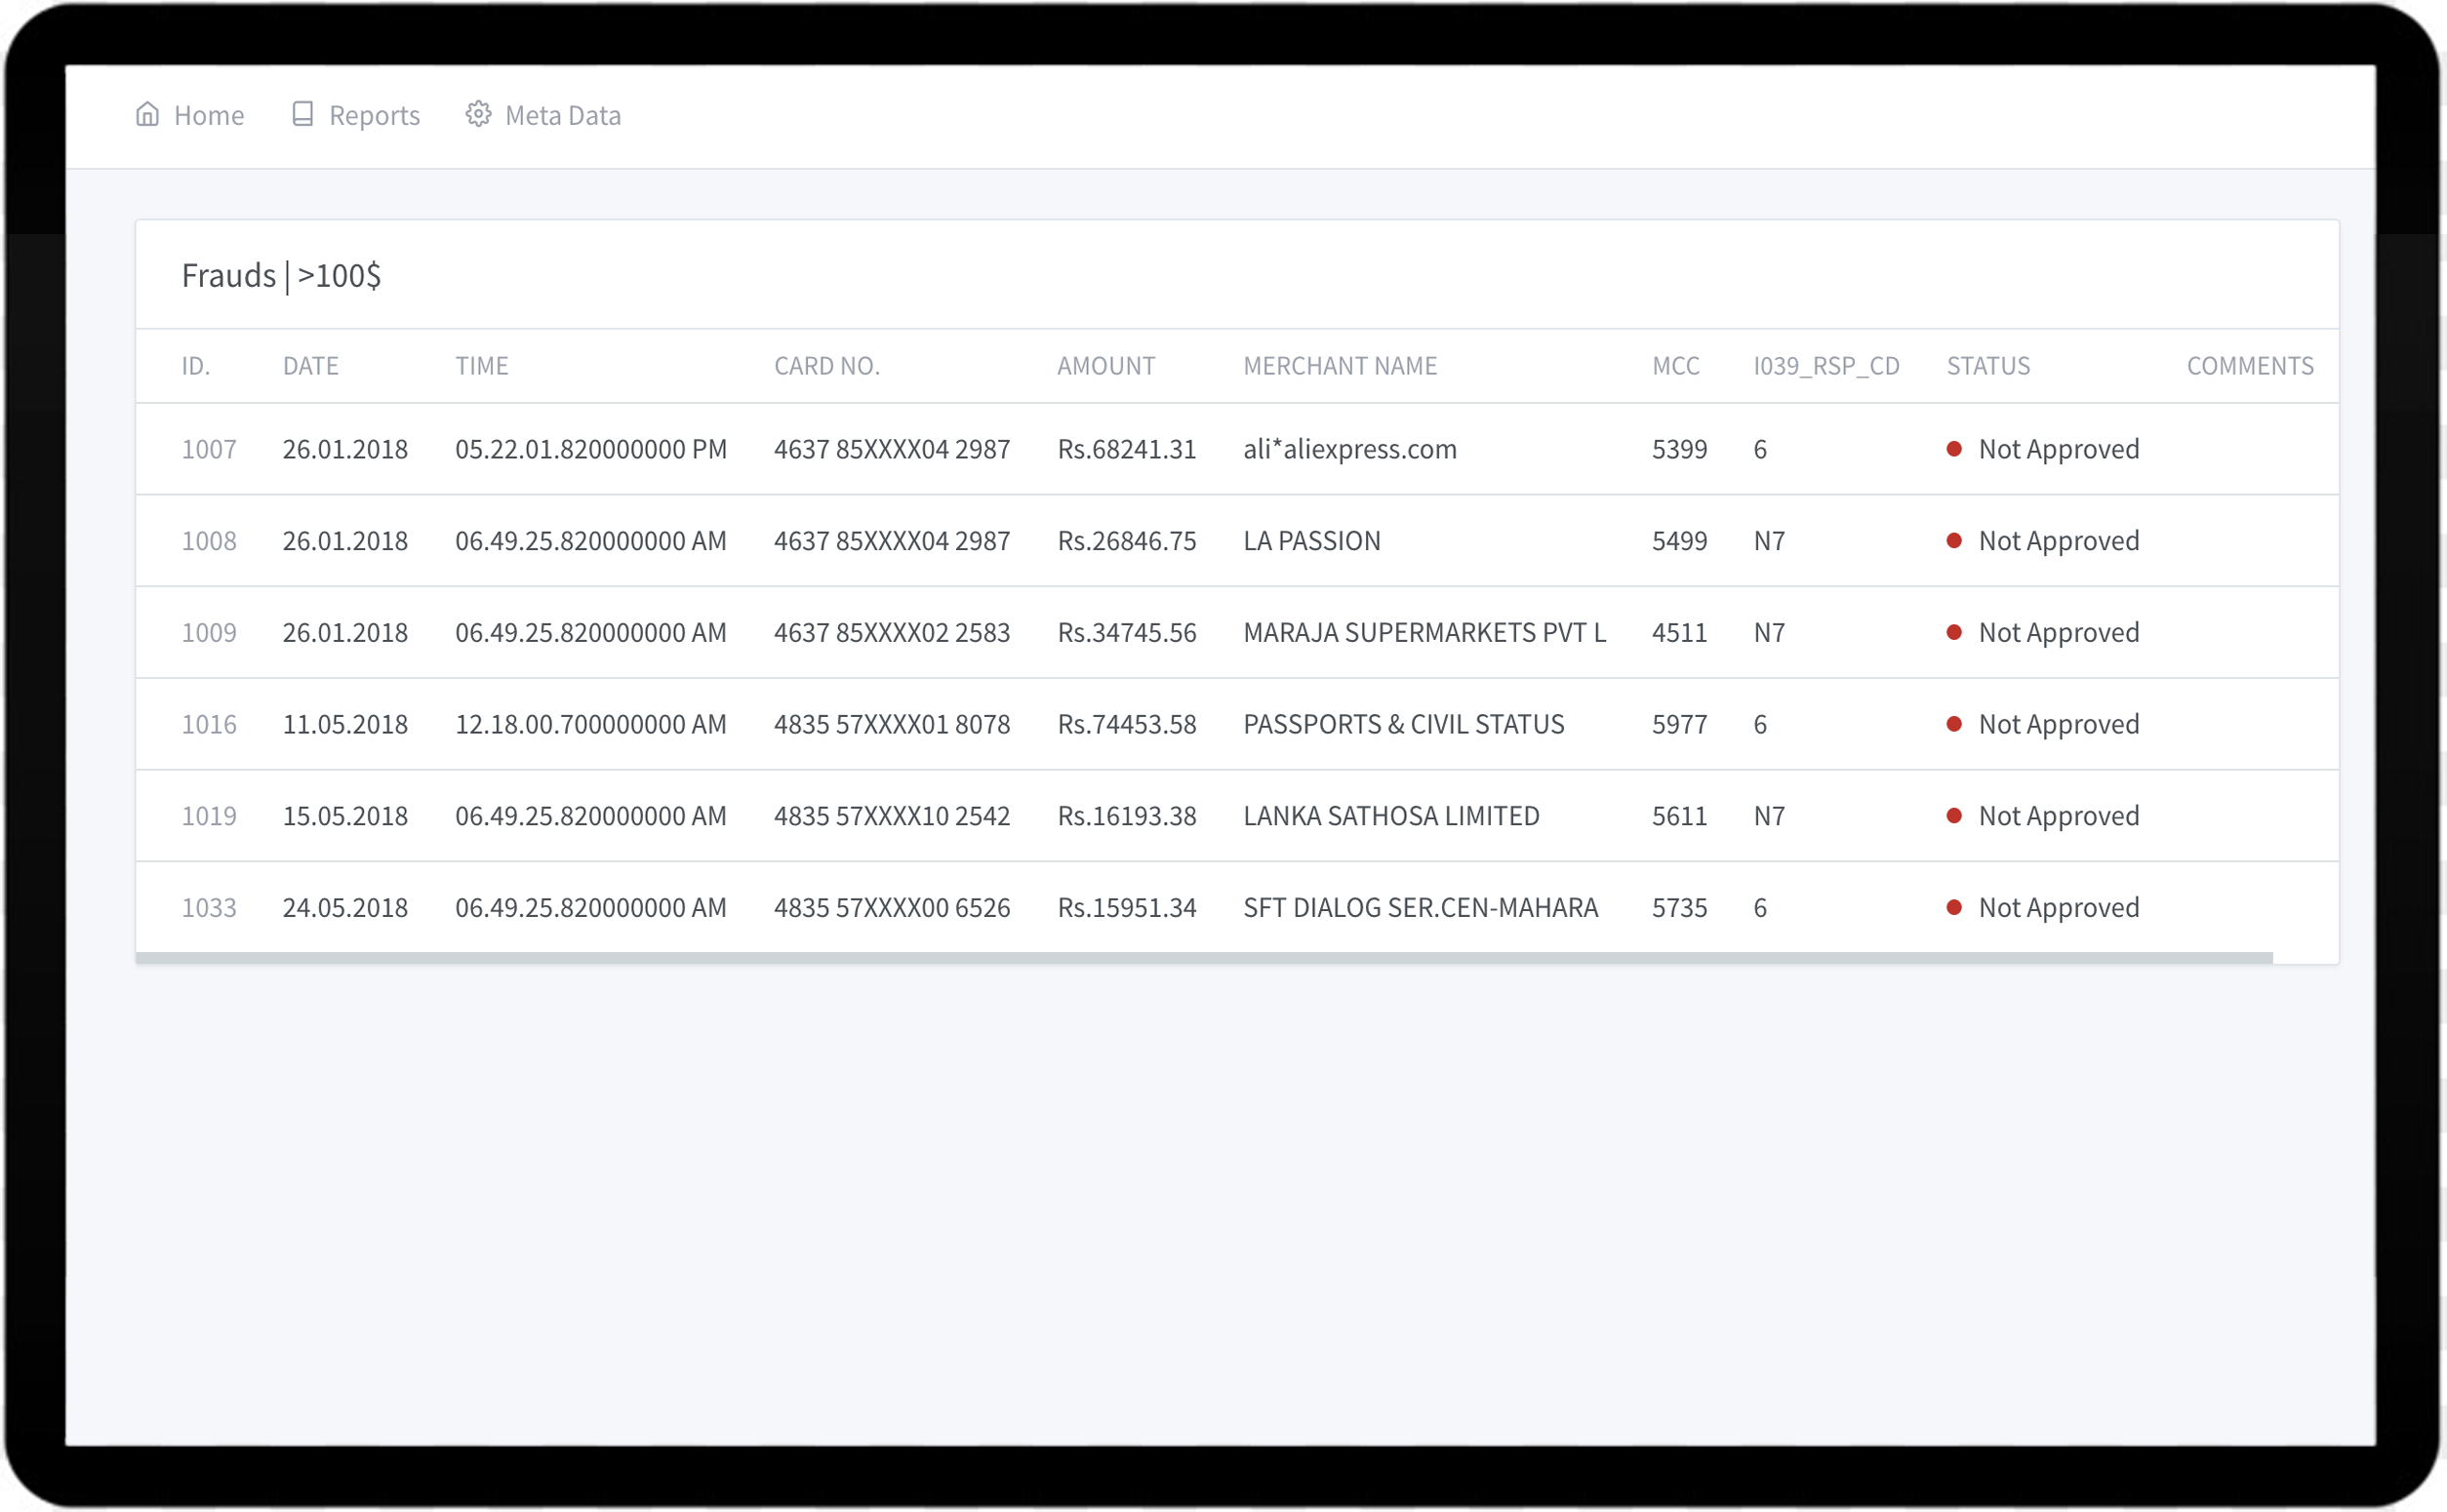 Home Reports Meta Data
Frauds | >100$
ID. DATE TIME CARD NO. AMOUNT MERCHANT NAME MCC I039_RSP_CD STATUS COMMENTS
1007 26.01.2018 05.22.01.820000000 PM 4637 85XXXX04 2987 Rs.68241.31 ali*aliexpress.com 5399 6 Not Approved
1008 26.01.2018 06.49.25.820000000 AM 4637 85XXXX04 2987 Rs.26846.75 LA PASSION 5499 N7 Not Approved
1009 26.01.2018 06.49.25.820000000 AM 4637 85XXXX02 2583 Rs.34745.56 MARAJA SUPERMARKETS PVT L 4511 N7 Not Approved
1016 11.05.2018 12.18.00.700000000 AM 4835 57XXXX01 8078 Rs.74453.58 PASSPORTS & CIVIL STATUS 5977 6 Not Approved
1019 15.05.2018 06.49.25.820000000 AM 4835 57XXXX10 2542 Rs.16193.38 LANKA SATHOSA LIMITED 5611 N7 Not Approved
1033 24.05.2018 06.49.25.820000000 AM 4835 57XXXX00 6526 Rs.15951.34 SFT DIALOG SER.CEN-MAHARA 5735 6 Not Approved